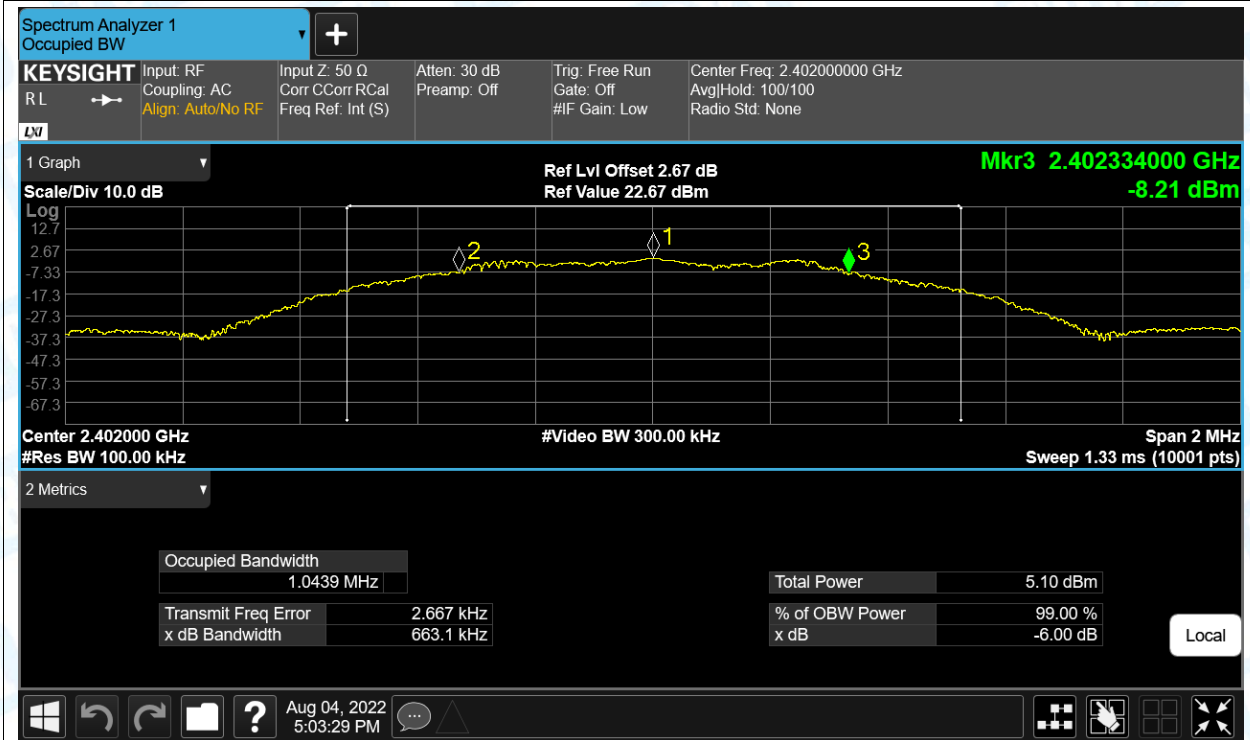 Spectrum Analyzer 1
Occupied BW
+
KEYSIGHT
R L
LXI
Input: RF
Coupling: AC
Align: Auto/No RF
Input Z: 50 Ω
Corr CCorr RCal
Freq Ref: Int (S)
Atten: 30 dB
Preamp: Off
Trig: Free Run
Gate: Off
#IF Gain: Low
Center Freq: 2.402000000 GHz
Avg|Hold: 100/100
Radio Std: None
1 Graph
Scale/Div 10.0 dB
Ref Lvl Offset 2.67 dB
Ref Value 22.67 dBm
Mkr3 2.402334000 GHz
-8.21 dBm
Log
12.7
2.67
-7.33
-17.3
-27.3
-37.3
-47.3
-57.3
-67.3
2
1
3
Center 2.402000 GHz
#Video BW 300.00 kHz
Span 2 MHz
#Res BW 100.00 kHz
Sweep 1.33 ms (10001 pts)
2 Metrics
Occupied Bandwidth
1.0439 MHz
Total Power 5.10 dBm
Transmit Freq Error 2.667 kHz
% of OBW Power 99.00 %
x dB Bandwidth 663.1 kHz
x dB -6.00 dB
Local
?
Aug 04, 2022
5:03:29 PM